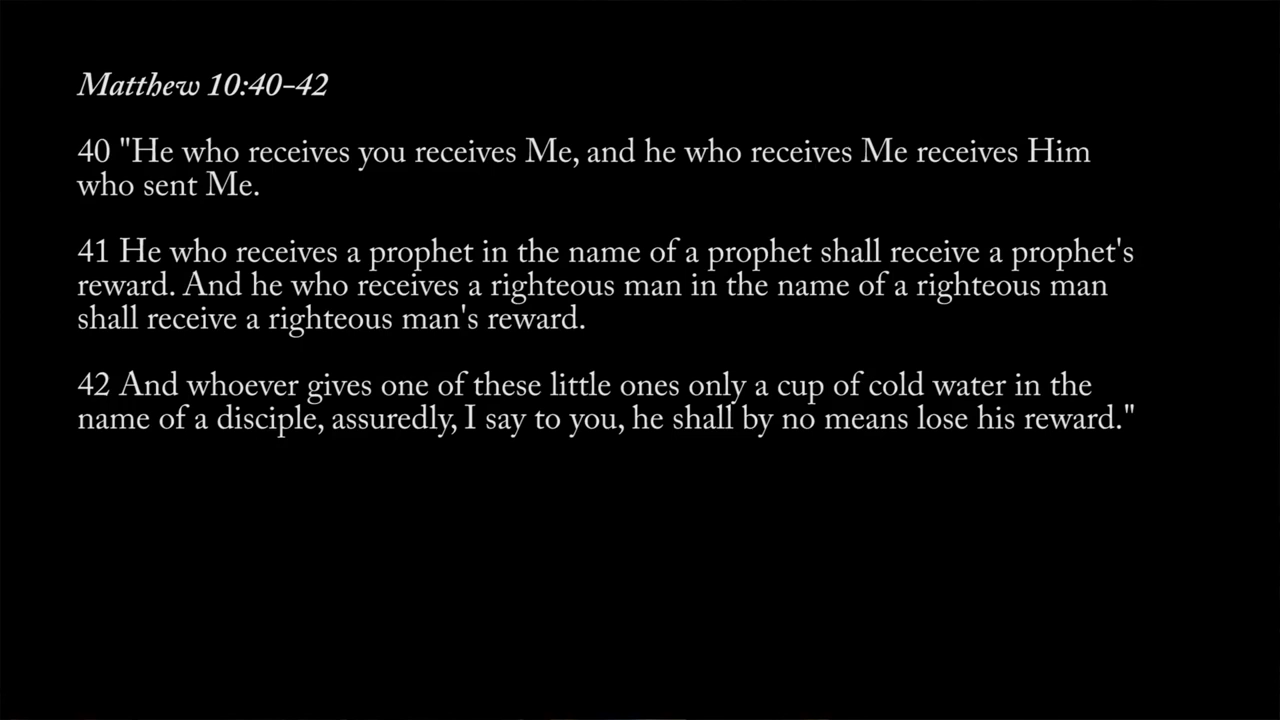 Matthew 10:40-42
40 "He who receives you receives Me, and he who receives Me receives Him
who sent Me.
41 He who receives a prophet in the name of a prophet shall receive a prophet's
reward. And he who receives a righteous man in the name of a righteous man
shall receive a righteous man's reward.
42 And whoever gives one of these little ones only a cup of cold water in the
name of a disciple, assuredly, I say to you, he shall by no means lose his reward."